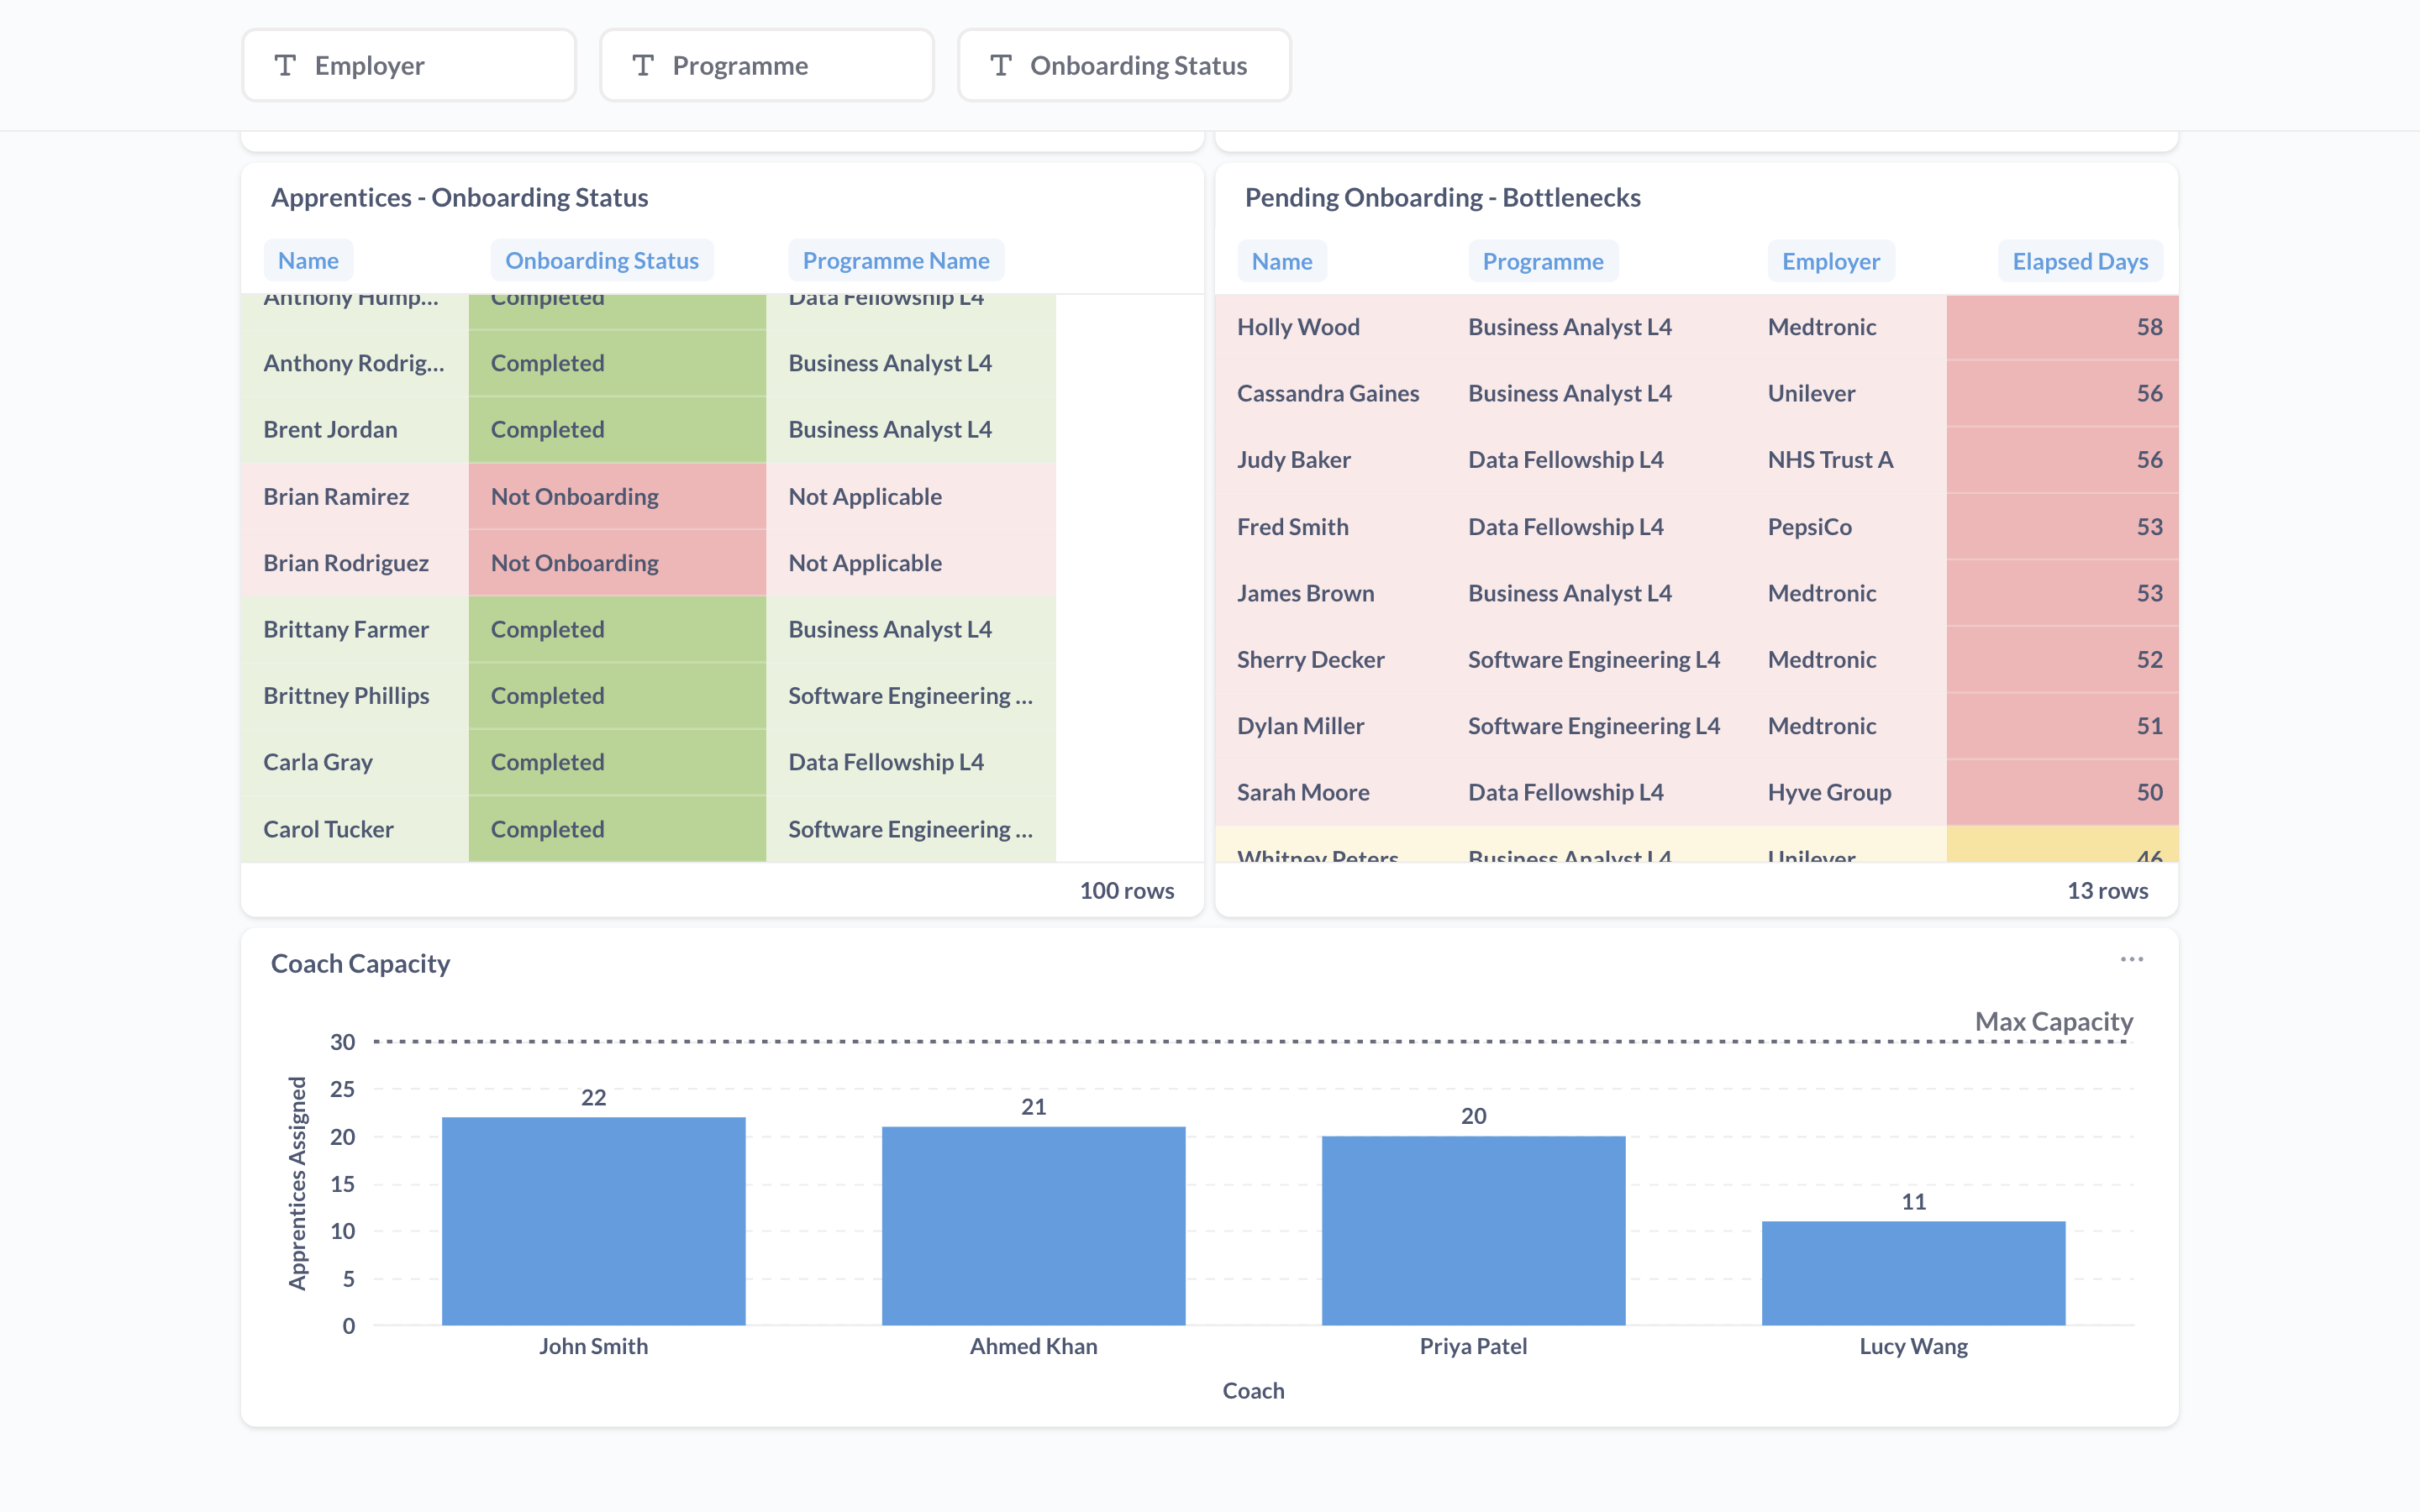 Employer
Programme
Onboarding Status
Apprentices - Onboarding Status
Name Onboarding Status Programme Name
Anthony Hump... Completed Data Fellowship L4
Anthony Rodrig... Completed Business Analyst L4
Brent Jordan Completed Business Analyst L4
Brian Ramirez Not Onboarding Not Applicable
Brian Rodriguez Not Onboarding Not Applicable
Brittany Farmer Completed Business Analyst L4
Brittney Phillips Completed Software Engineering ...
Carla Gray Completed Data Fellowship L4
Carol Tucker Completed Software Engineering ...
100 rows
Pending Onboarding - Bottlenecks
Name Programme Employer Elapsed Days
Holly Wood Business Analyst L4 Medtronic 58
Cassandra Gaines Business Analyst L4 Unilever 56
Judy Baker Data Fellowship L4 NHS Trust A 56
Fred Smith Data Fellowship L4 PepsiCo 53
James Brown Business Analyst L4 Medtronic 53
Sherry Decker Software Engineering L4 Medtronic 52
Dylan Miller Software Engineering L4 Medtronic 51
Sarah Moore Data Fellowship L4 Hyve Group 50
Whitney Peters Business Analyst L4 Unilever 46
13 rows
Coach Capacity
Max Capacity
Apprentices Assigned
30
25
20
15
10
5
0
22
21
20
11
John Smith
Ahmed Khan
Priya Patel
Lucy Wang
Coach